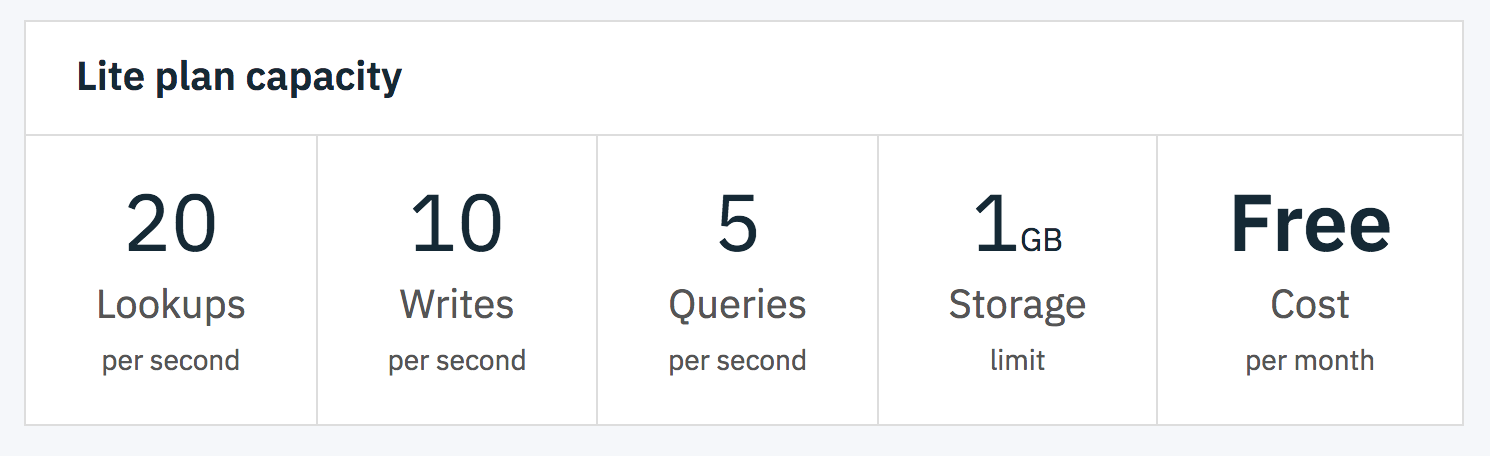 Lite plan capacity
20
Lookups
per second
10
Writes
per second
5
Queries
per second
1GB
Storage
limit
Free
Cost
per month